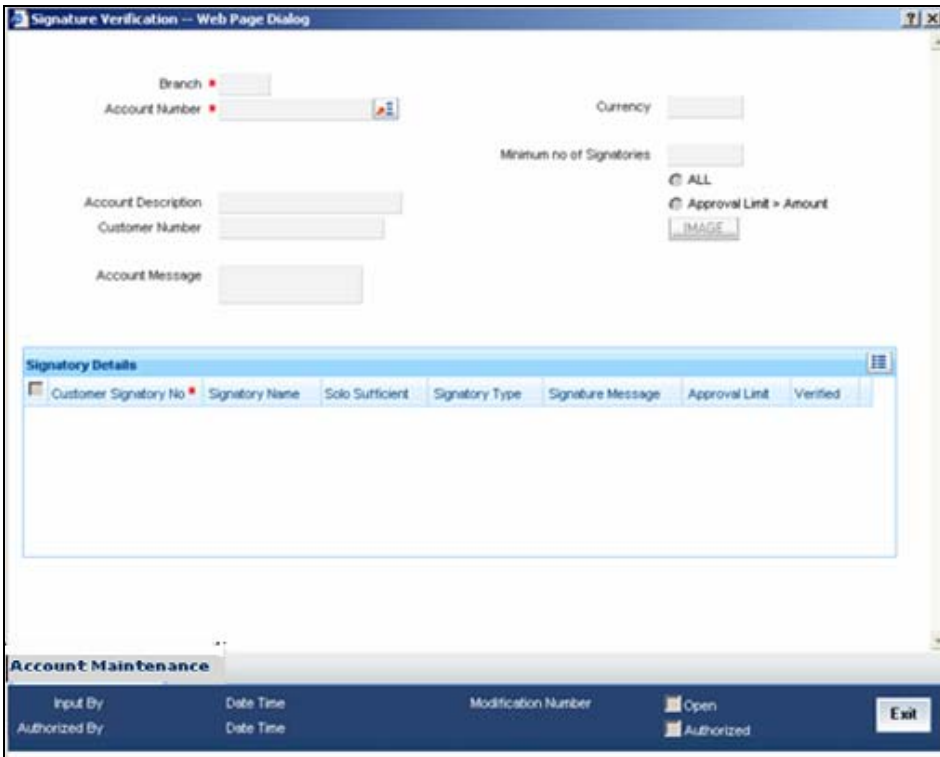 Signature Verification -- Web Page Dialog ? X
Branch *
Account Number * Currency
Minimum no of Signatories
ALL
Account Description Approval Limit > Amount
Customer Number IMAGE
Account Message
Signatory Details
Customer Signatory No * Signatory Name Solo Sufficient Signatory Type Signature Message Approval Limit Verified
Account Maintenance
Input By Date Time Modification Number Open Exit
Authorized By Date Time Authorized